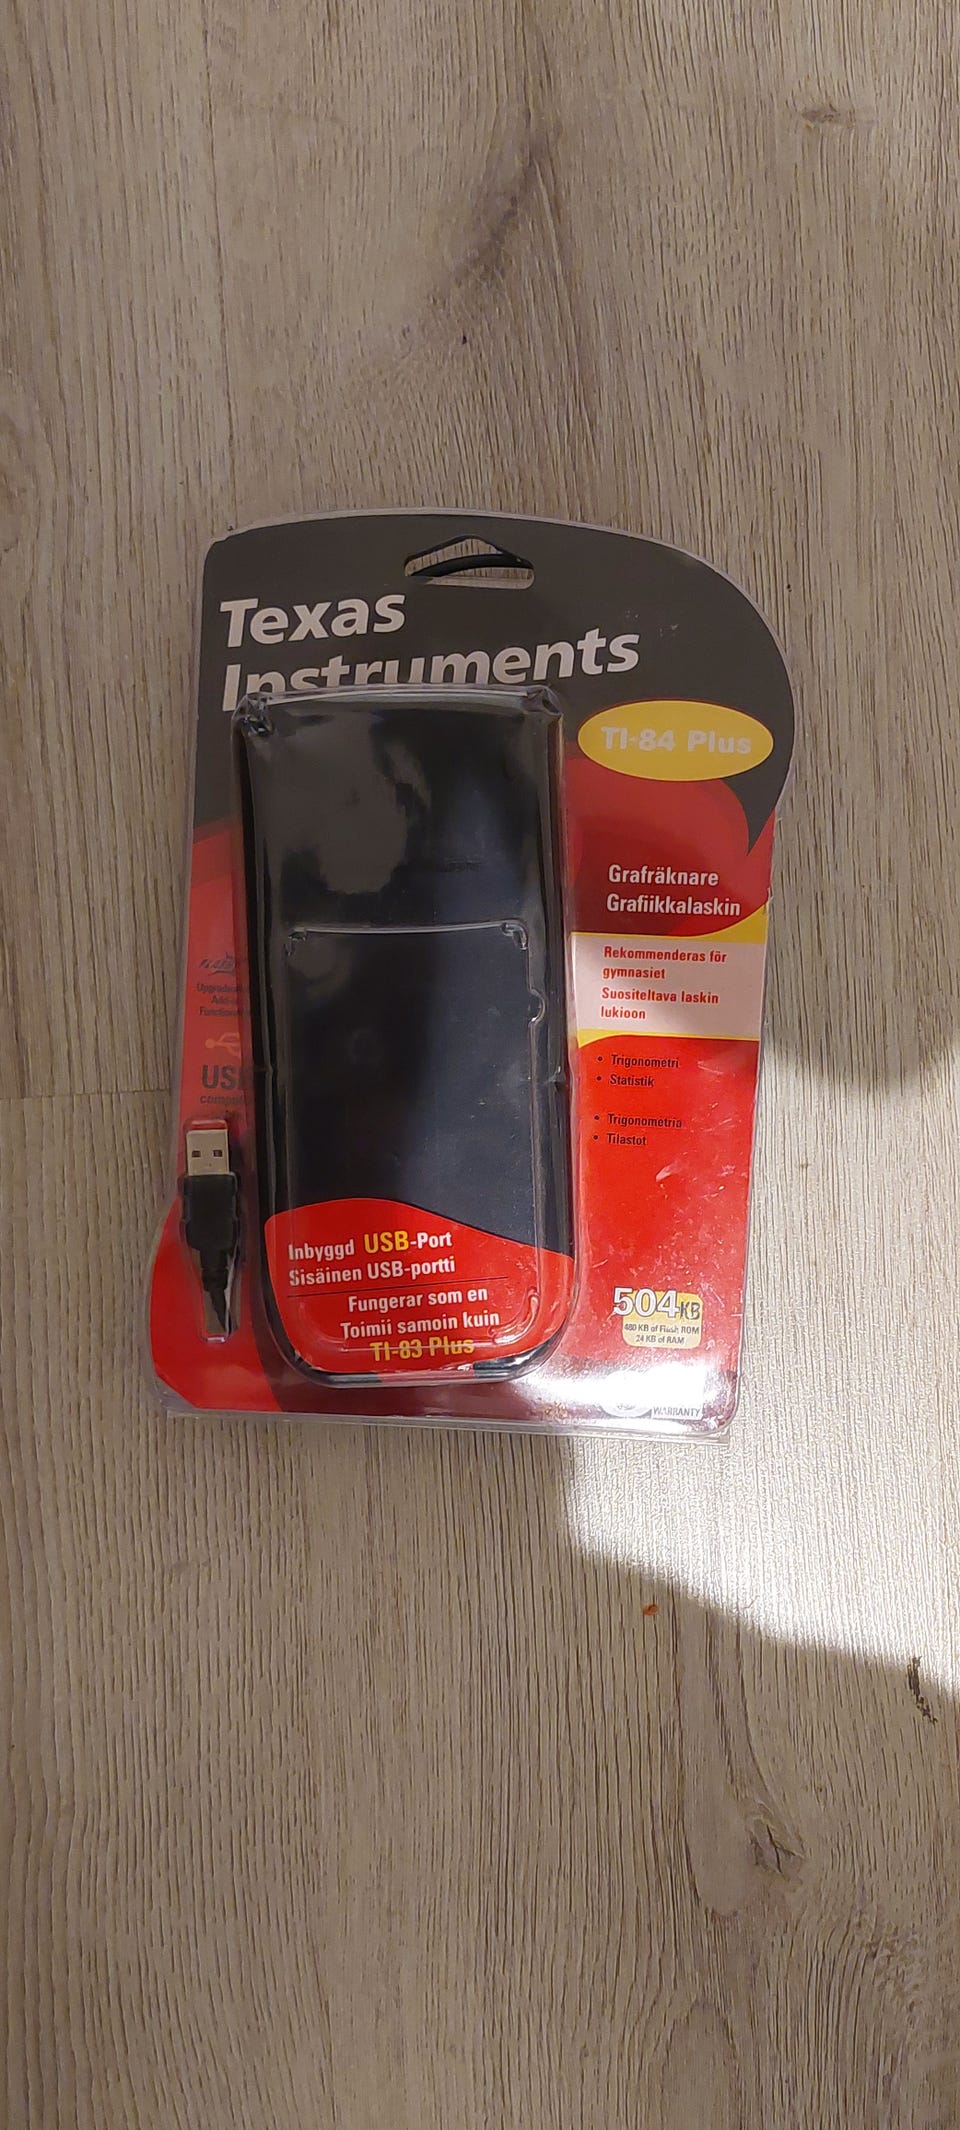 Texas
Instruments
TI-84 Plus
Grafräknare
Grafiikkalaskin
Rekommenderas för
gymnasiet
Suositeltava laskin
lukioon
• Trigonometri
• Statistik
• Trigonometria
• Tilastot
USB
Inbyggd USB-Port
Sisäinen USB-portti
Fungerar som en
Toimii samoin kuin
TI-83 Plus
504KB
480 KB of Flash ROM
24 KB of RAM
WARRANTY